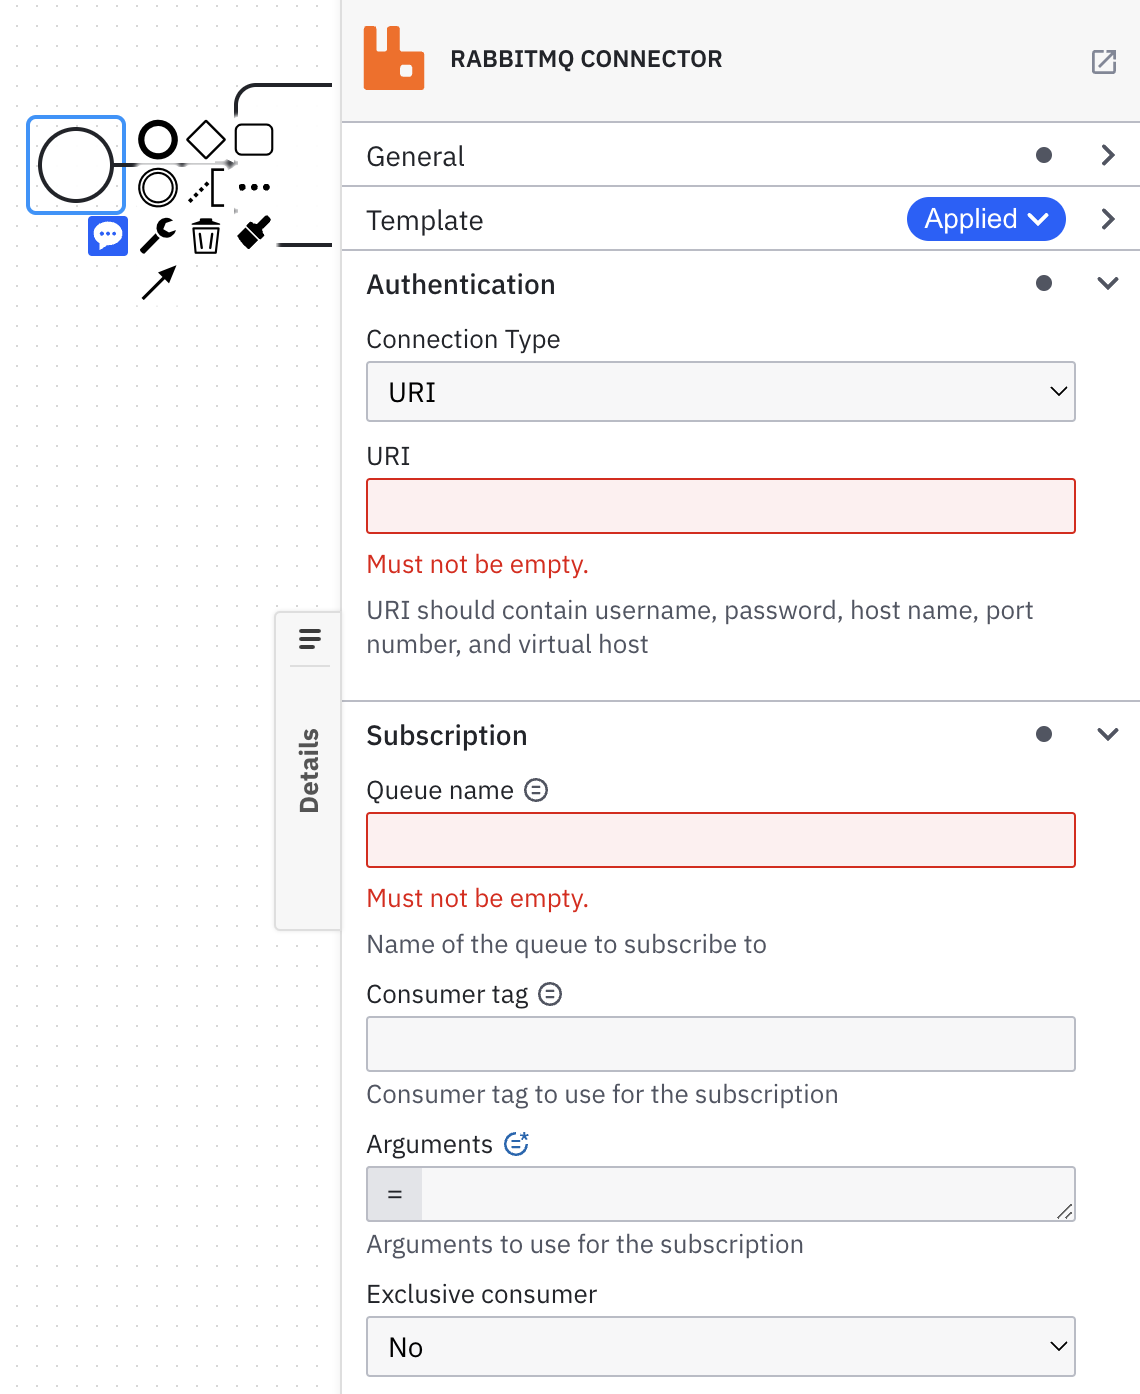 RABBITMQ CONNECTOR
General
Template
Applied
Authentication
Connection Type
URI
URI
Must not be empty.
URI should contain username, password, host name, port
number, and virtual host
Details
Subscription
Queue name
Must not be empty.
Name of the queue to subscribe to
Consumer tag
Consumer tag to use for the subscription
Arguments
=
Arguments to use for the subscription
Exclusive consumer
No